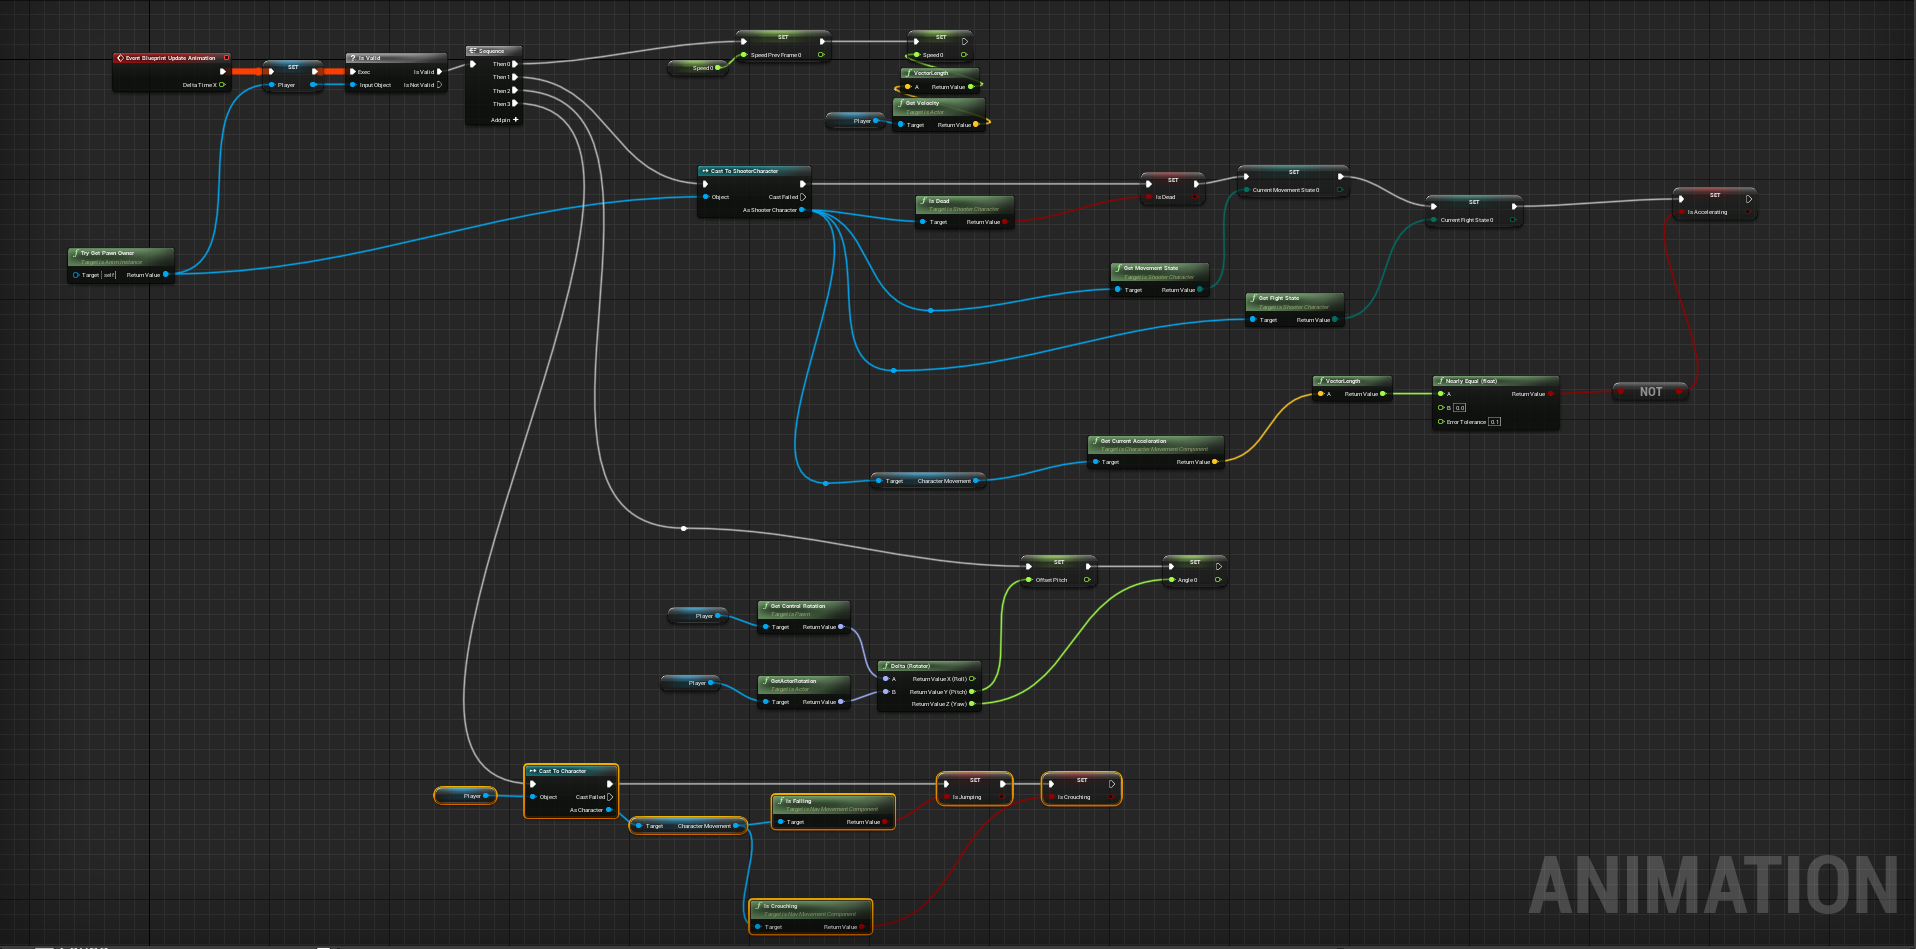 Event Blueprint Update Animation
Delta Time X
SET
Player
Is Valid
Exec
Is Valid
Input Object
Is Not Valid
Sequence
Then 0
Then 1
Then 2
Then 3
Add pin
Speed 0
SET
Speed Prev Frame 0
SET
Speed 0
VectorLength
A
Return Value
Get Velocity
Target is Actor
Target
Return Value
Player
Try Get Pawn Owner
Target is Anim Instance
Target
self
Return Value
Cast To ShooterCharacter
Object
Cast Failed
As Shooter Character
Is Dead
Target is Shooter Character
Target
Return Value
SET
Is Dead
SET
Current Movement State 0
SET
Current Fight State 0
SET
Is Accelerating
Get Movement State
Target is Shooter Character
Target
Return Value
Get Fight State
Target is Shooter Character
Target
Return Value
VectorLength
A
Return Value
Nearly Equal (float)
A
Return Value
B 0.0
Error Tolerance 0.1
NOT
Get Current Acceleration
Target is Character Movement Component
Target
Return Value
Target
Character Movement
SET
Offset Pitch
SET
Angle 0
Player
Get Control Rotation
Target is Pawn
Target
Return Value
Player
GetActorRotation
Target is Actor
Target
Return Value
Delta (Rotator)
A
Return Value X (Roll)
B
Return Value Y (Pitch)
Return Value Z (Yaw)
Player
Cast To Character
Object
Cast Failed
As Character
Target
Character Movement
Is Falling
Target is Nav Movement Component
Target
Return Value
SET
Is Jumping
SET
Is Crouching
Is Crouching
Target is Nav Movement Component
Target
Return Value
ANIMATION